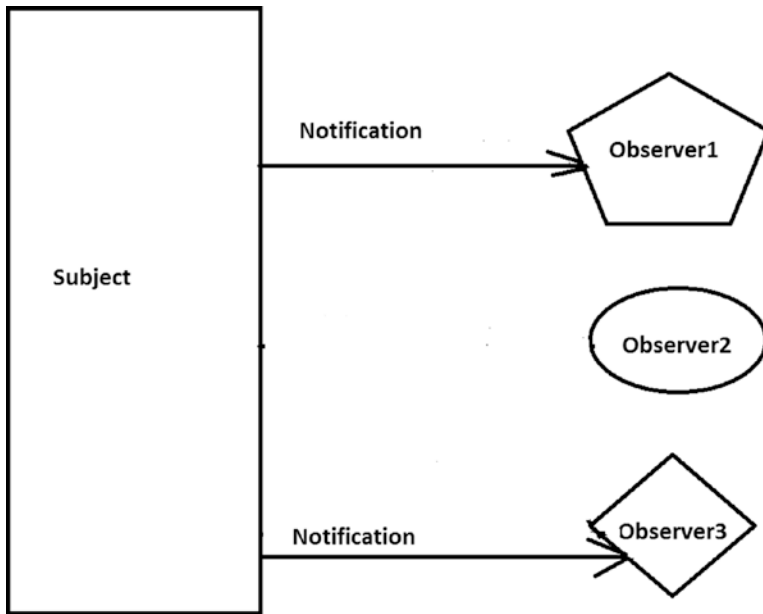 Notification
Observer1
Subject
Observer2
Notification
Observer3